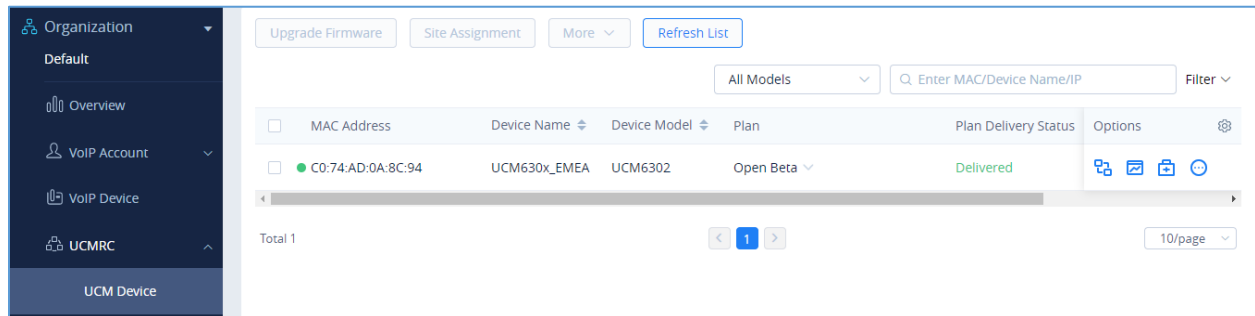 Organization
Default
Overview
VoIP Account
VoIP Device
UCMRC
UCM Device
Upgrade Firmware Site Assignment More Refresh List
All Models Enter MAC/Device Name/IP Filter
MAC Address Device Name Device Model Plan Plan Delivery Status Options
C0:74:AD:0A:8C:94 UCM630x_EMEA UCM6302 Open Beta Delivered
Total 1 < 1 > 10/page